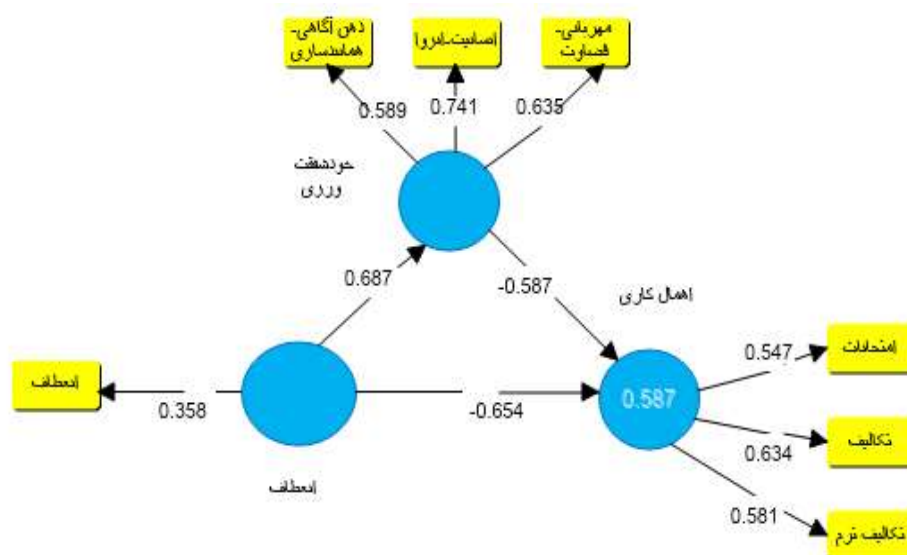 ذهن آگاهی-
همانندسازی
انسانیت-انزوا
مهربانی-
قضاوت
0.589
0.741
0.635
خودشفقت
ورزی
0.687
-0.587
اهمال کاری
انعطاف
0.358
-0.654
0.587
0.547
امتحانات
0.634
تکالیف
0.581
تکالیف ترم
انعطاف